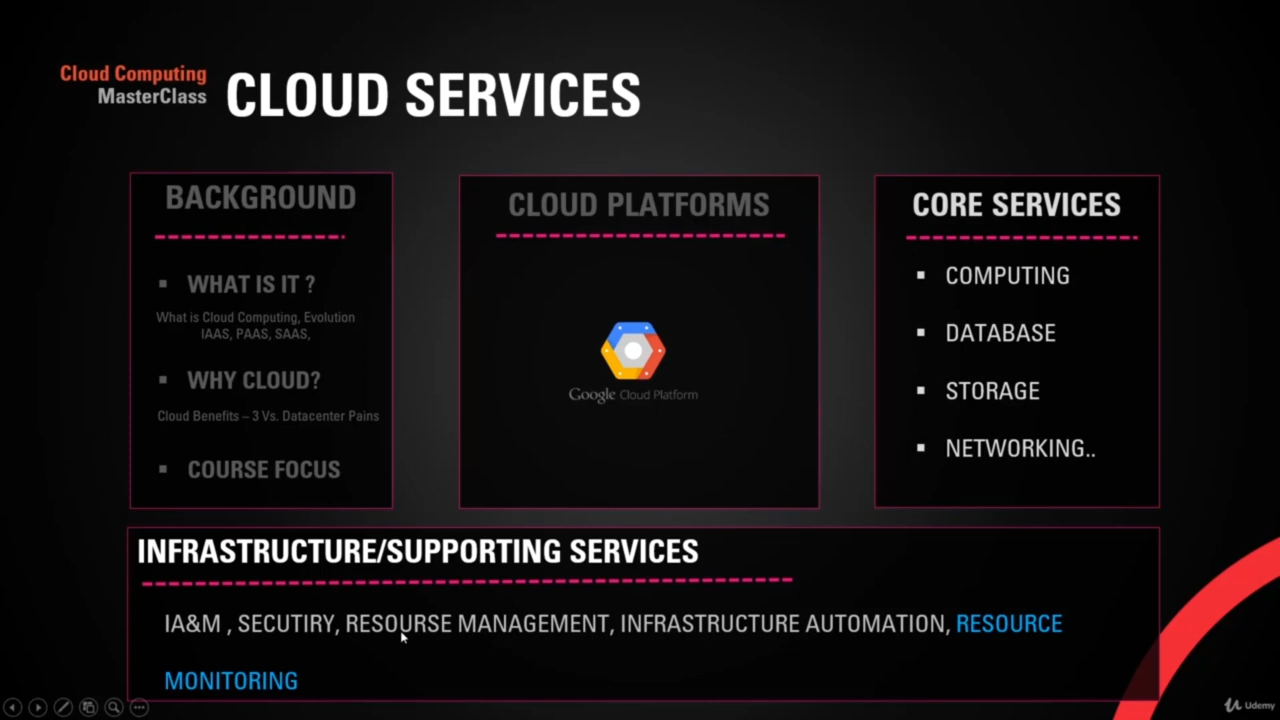 Cloud Computing
MasterClass
CLOUD SERVICES
BACKGROUND
WHAT IS IT ?
What is Cloud Computing, Evolution
IAAS, PAAS, SAAS,
WHY CLOUD?
Cloud Benefits – 3 Vs. Datacenter Pains
COURSE FOCUS
CLOUD PLATFORMS
Google Cloud Platform
CORE SERVICES
COMPUTING
DATABASE
STORAGE
NETWORKING..
INFRASTRUCTURE/SUPPORTING SERVICES
IA&M , SECUTIRY, RESOURSE MANAGEMENT, INFRASTRUCTURE AUTOMATION, RESOURCE
MONITORING
Udemy